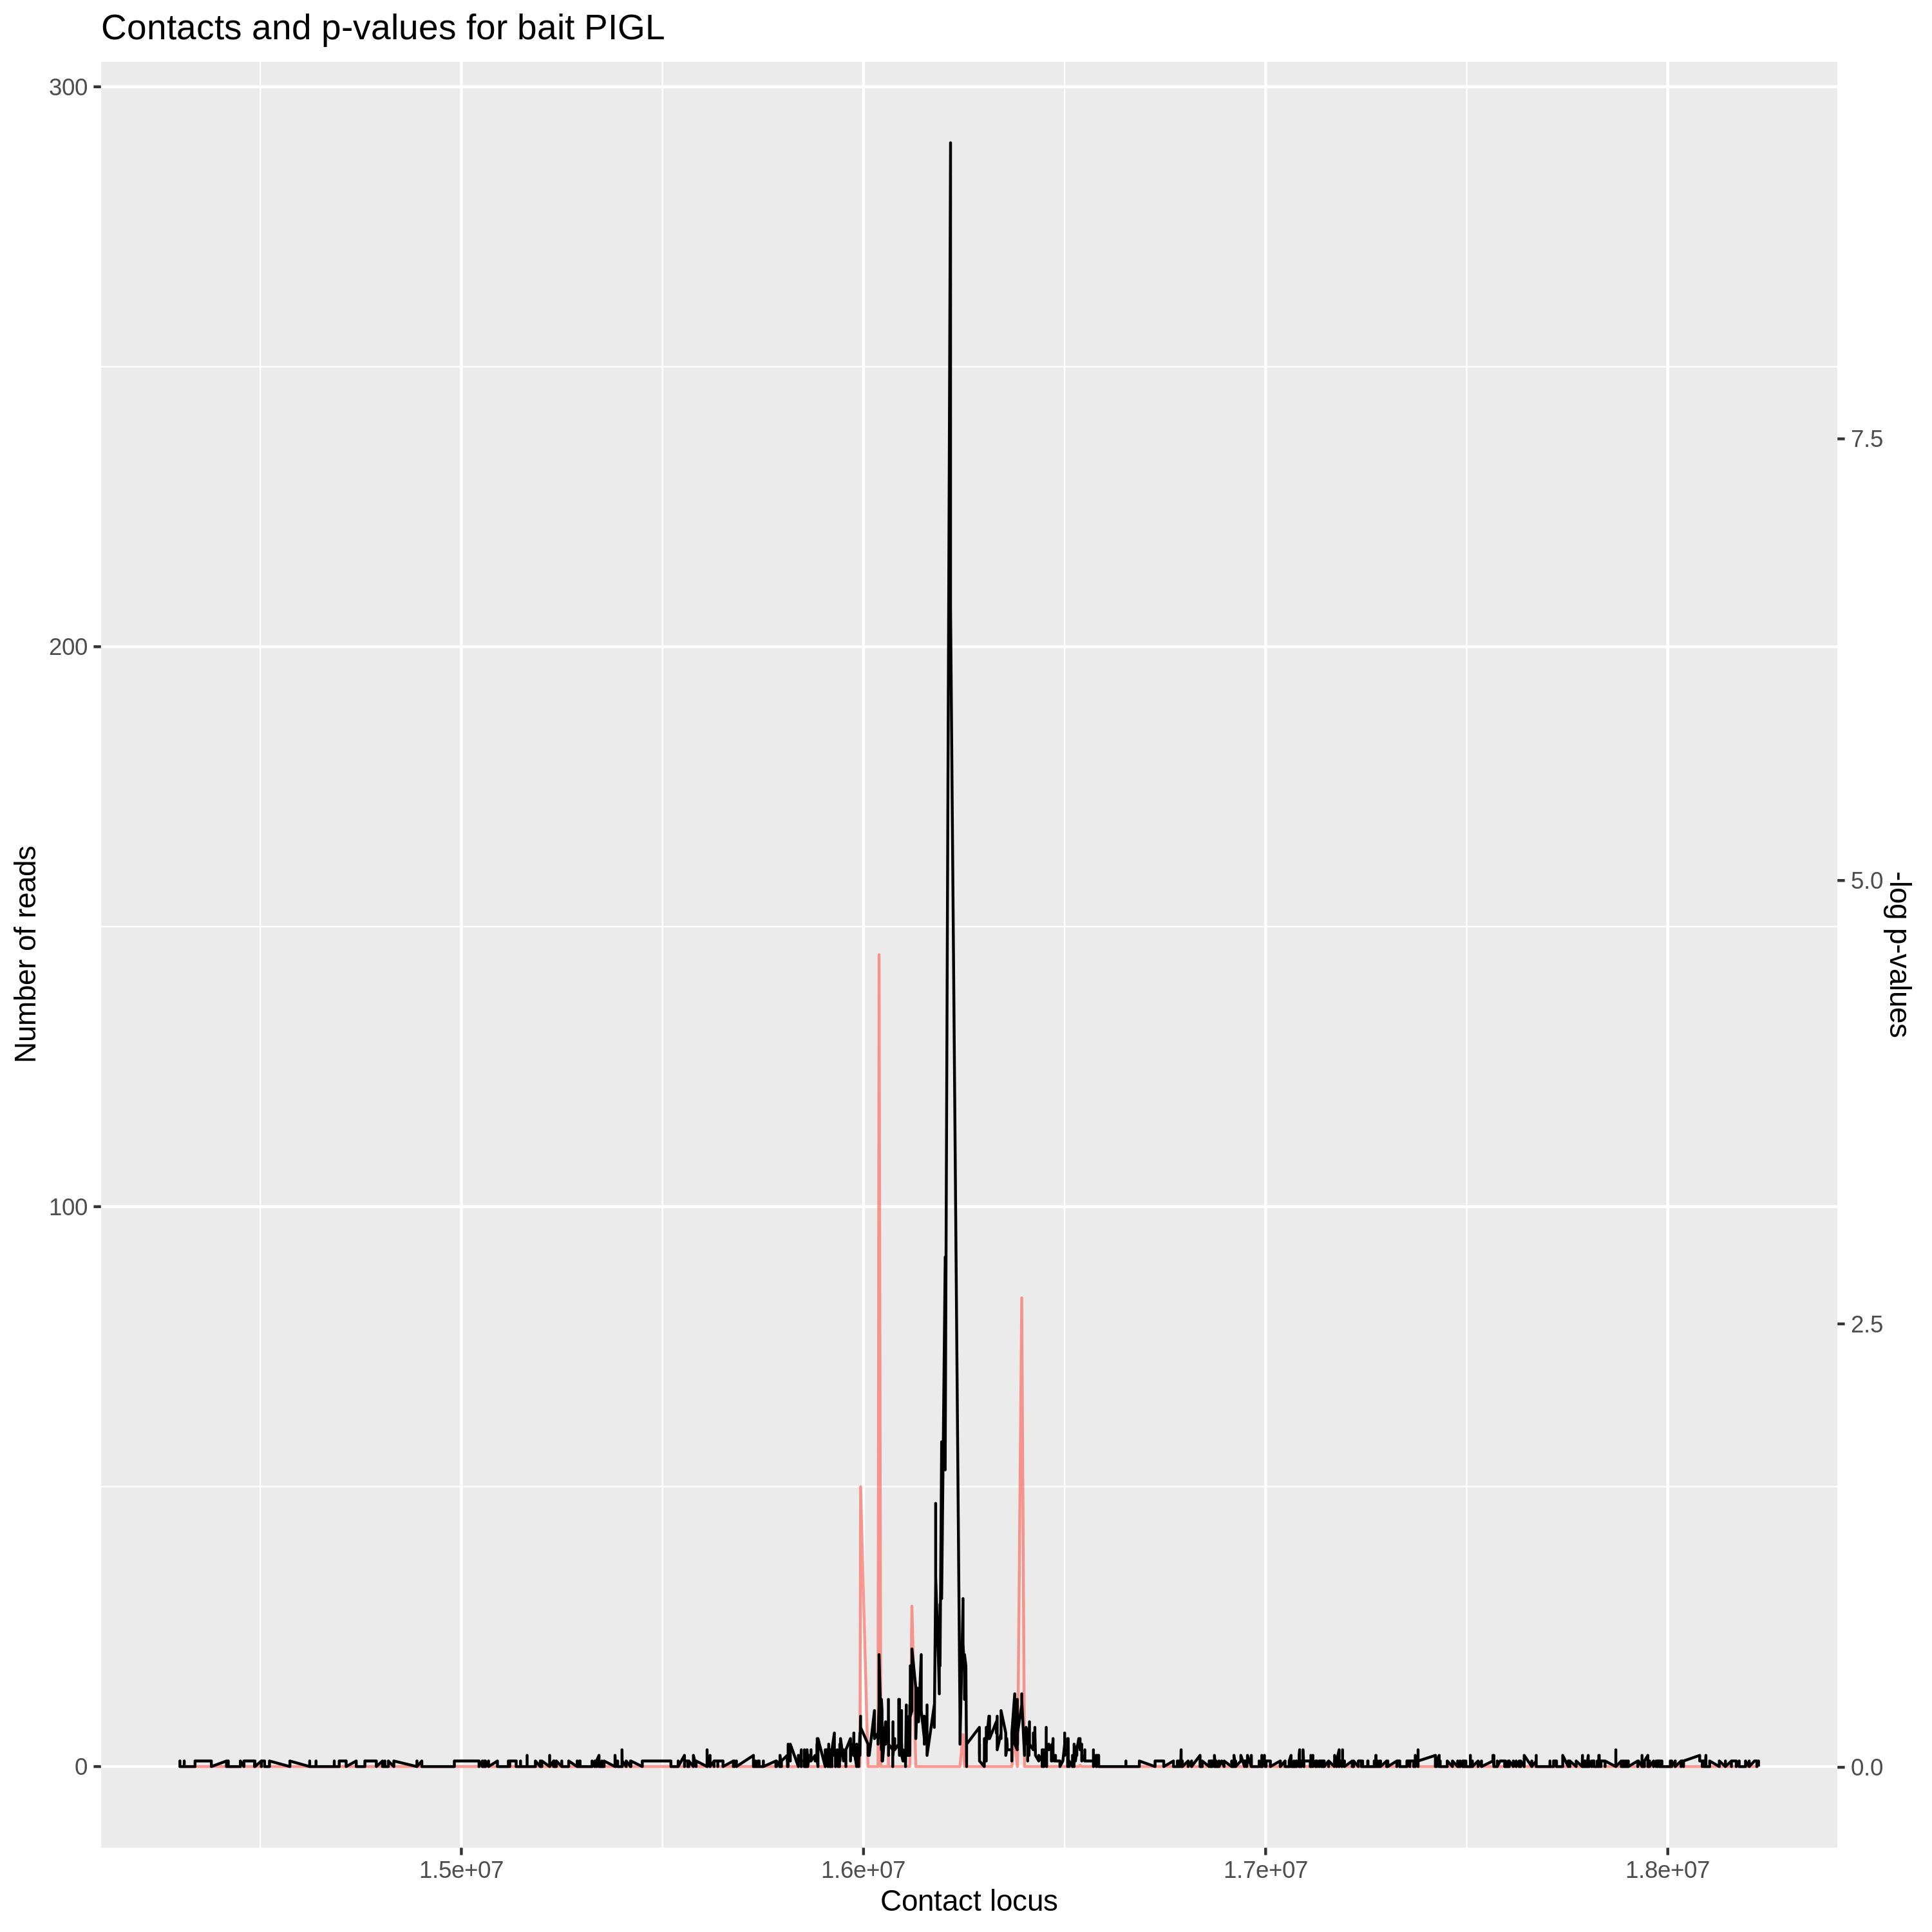 Contacts and p-values for bait PIGL
300
200
100
0
Number of reads
7.5
5.0
2.5
0.0
-log p-values
1.5e+07
1.6e+07
1.7e+07
1.8e+07
Contact locus